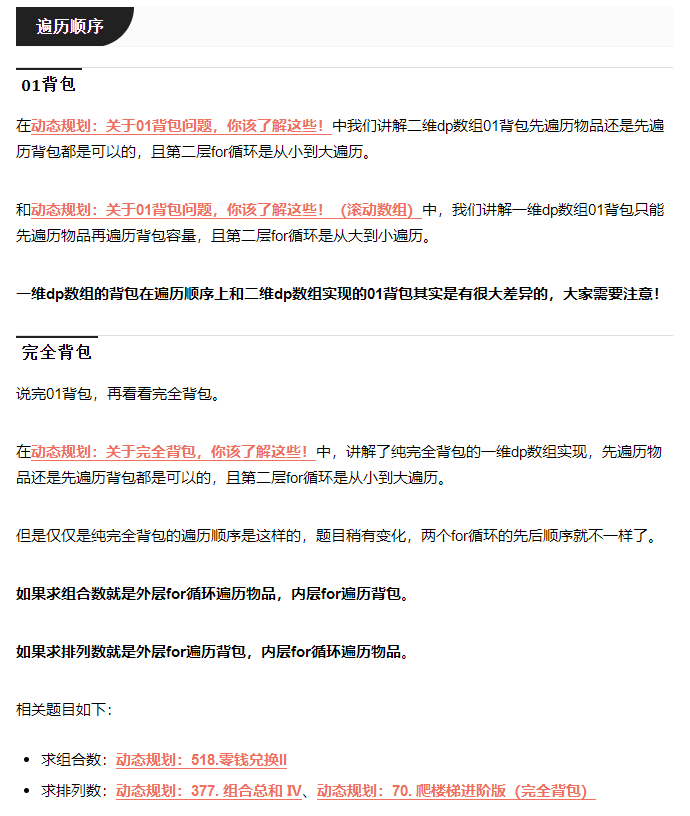 遍历顺序
01背包
在动态规划：关于01背包问题，你该了解这些！中我们讲解二维dp数组01背包先遍历物品还是先遍
历背包都是可以的，且第二层for循环是从小到大遍历。
和动态规划：关于01背包问题，你该了解这些！（滚动数组）中，我们讲解一维dp数组01背包只能
先遍历物品再遍历背包容量，且第二层for循环是从大到小遍历。
一维dp数组的背包在遍历顺序上和二维dp数组实现的01背包其实是有很大差异的，大家需要注意！
完全背包
说完01背包，再看看完全背包。
在动态规划：关于完全背包，你该了解这些！中，讲解了纯完全背包的一维dp数组实现，先遍历物
品还是先遍历背包都是可以的，且第二层for循环是从小到大遍历。
但是仅仅是纯完全背包的遍历顺序是这样的，题目稍有变化，两个for循环的先后顺序就不一样了。
如果求组合数就是外层for循环遍历物品，内层for遍历背包。
如果求排列数就是外层for遍历背包，内层for循环遍历物品。
相关题目如下：
• 求组合数：动态规划：518.零钱兑换II
• 求排列数：动态规划：377. 组合总和 Ⅳ、动态规划：70. 爬楼梯进阶版（完全背包）